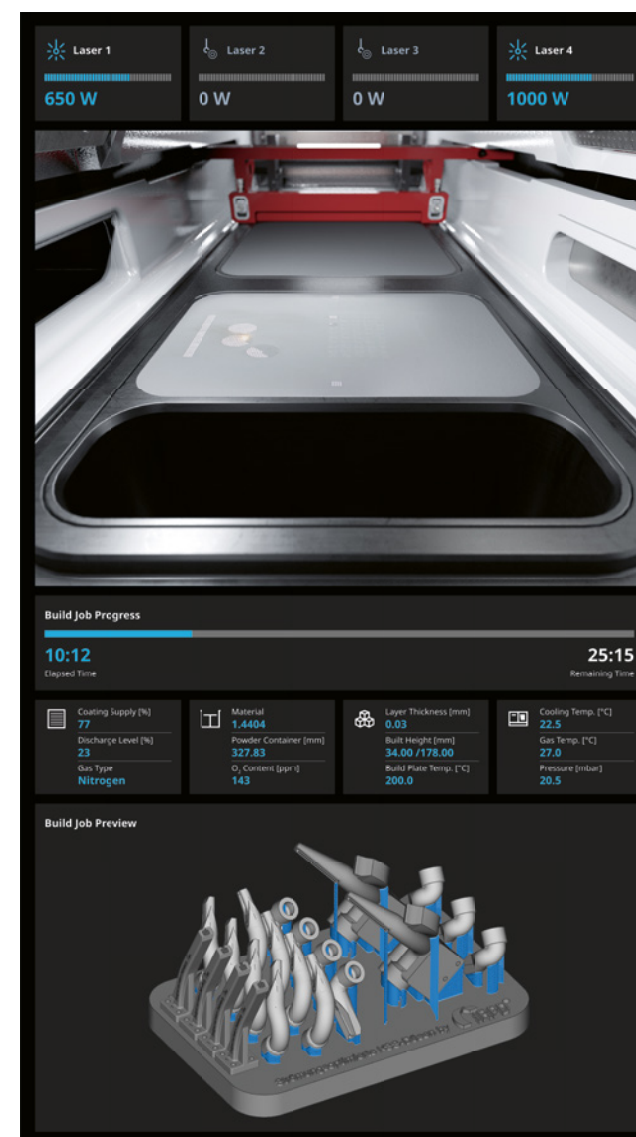 Laser 1
650 W
Laser 2
0 W
Laser 3
0 W
Laser 4
1000 W
Build Job Progress
10:12
Elapsed Time
25:15
Remaining Time
Coating Supply [%]
77
Discharge Level [%]
23
Gas Type
Nitrogen
Material
1.4404
Powder Container [mm]
327.83
O₂ Content [ppm]
143
Layer Thickness [mm]
0.03
Built Height [mm]
34.00 /178.00
Build Plate Temp. [°C]
200.0
Cooling Temp. [°C]
22.5
Gas Temp. [°C]
27.0
Pressure [mbar]
20.5
Build Job Preview